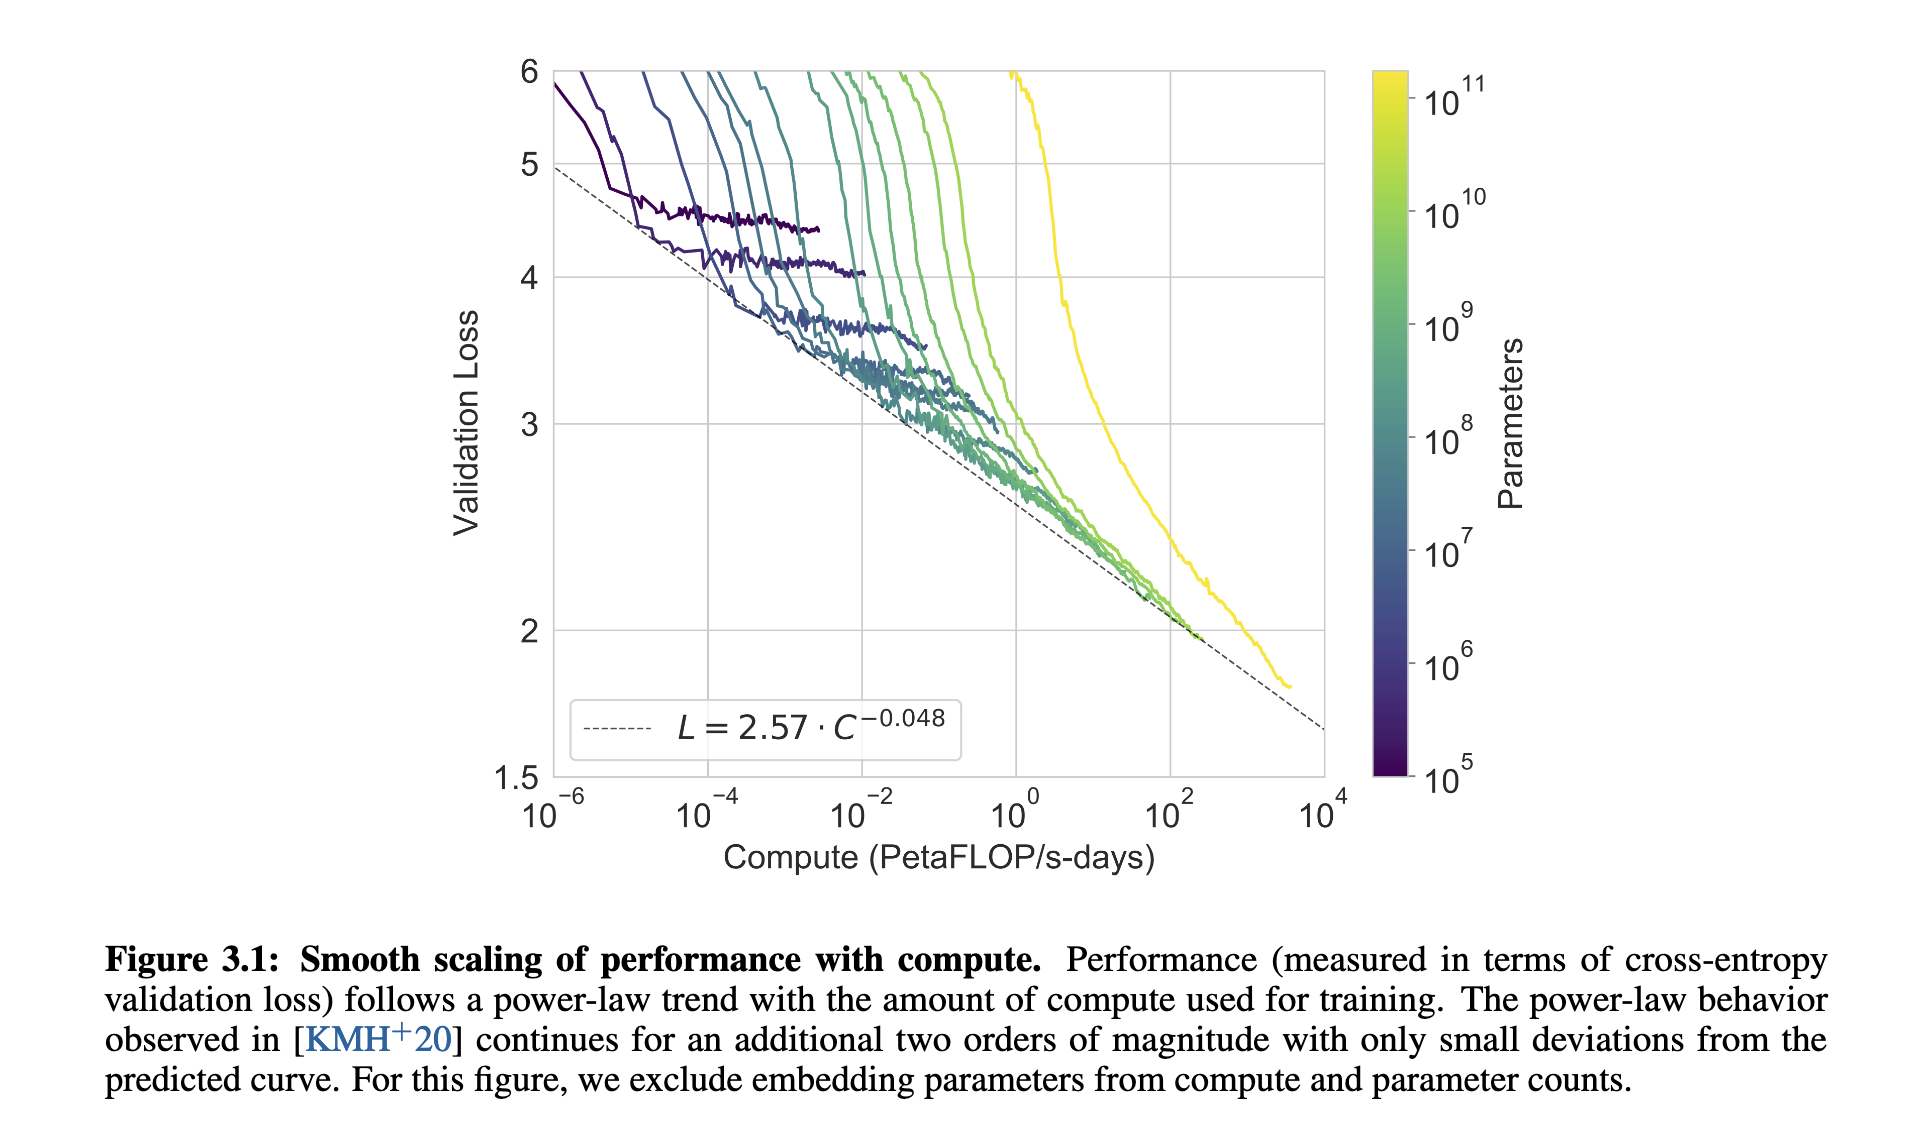 6
5
4
3
2
1.5
Validation Loss
10^−6
10^−4
10^−2
10^0
10^2
10^4
Compute (PetaFLOP/s-days)
L = 2.57 · C^−0.048
10^11
10^10
10^9
10^8
10^7
10^6
10^5
Parameters
Figure 3.1: Smooth scaling of performance with compute. Performance (measured in terms of cross-entropy
validation loss) follows a power-law trend with the amount of compute used for training. The power-law behavior
observed in [KMH+20] continues for an additional two orders of magnitude with only small deviations from the
predicted curve. For this figure, we exclude embedding parameters from compute and parameter counts.